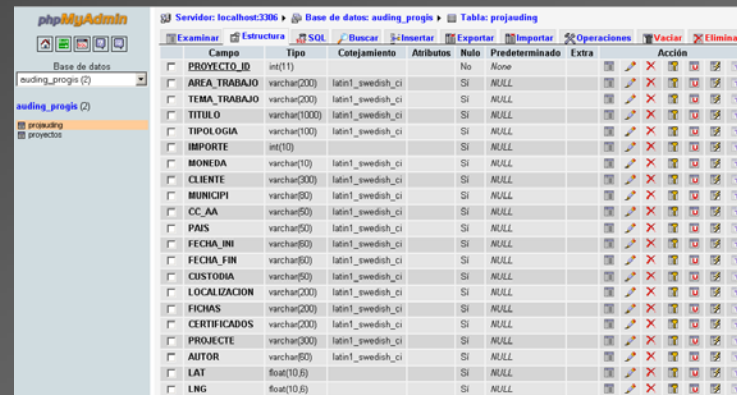 phpMyAdmin
Base de datos
auding_progis (2)
auding_progis (2)
projauding
proyectos
Servidor: localhost:3306 ▸ Base de datos: auding_progis ▸ Tabla: projauding
Examinar Estructura SQL Buscar Insertar Exportar Importar Operaciones Vaciar Elimina
Campo Tipo Cotejamiento Atributos Nulo Predeterminado Extra Acción
PROYECTO_ID int(11) No None
AREA_TRABAJO varchar(200) latin1_swedish_ci Sí NULL
TEMA_TRABAJO varchar(200) latin1_swedish_ci Sí NULL
TITULO varchar(1000) latin1_swedish_ci Sí NULL
TIPOLOGIA varchar(100) latin1_swedish_ci Sí NULL
IMPORTE int(10) Sí NULL
MONEDA varchar(10) latin1_swedish_ci Sí NULL
CLIENTE varchar(300) latin1_swedish_ci Sí NULL
MUNICIPI varchar(80) latin1_swedish_ci Sí NULL
CC_AA varchar(50) latin1_swedish_ci Sí NULL
PAIS varchar(50) latin1_swedish_ci Sí NULL
FECHA_INI varchar(60) latin1_swedish_ci Sí NULL
FECHA_FIN varchar(60) latin1_swedish_ci Sí NULL
CUSTODIA varchar(50) latin1_swedish_ci Sí NULL
LOCALIZACION varchar(200) latin1_swedish_ci Sí NULL
FICHAS varchar(200) latin1_swedish_ci Sí NULL
CERTIFICADOS varchar(200) latin1_swedish_ci Sí NULL
PROJECTE varchar(300) latin1_swedish_ci Sí NULL
AUTOR varchar(60) latin1_swedish_ci Sí NULL
LAT float(10,6) Sí NULL
LNG float(10,6) Sí NULL